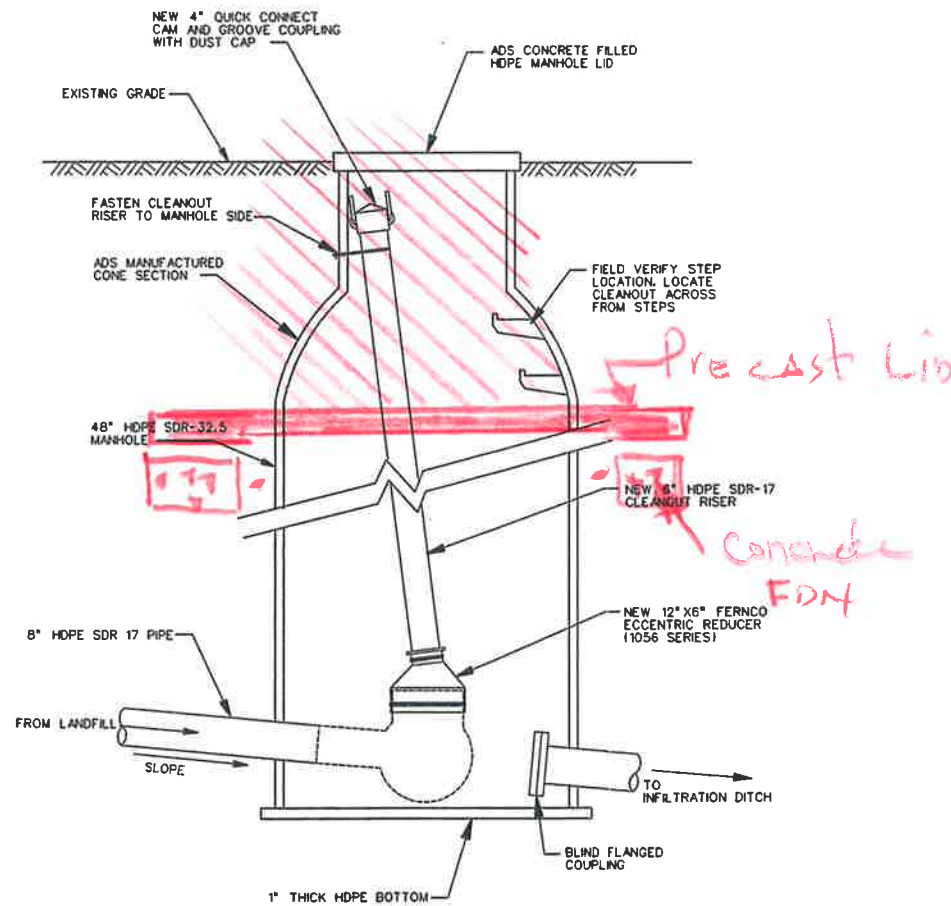 NEW 4" QUICK CONNECT
CAM AND GROOVE COUPLING
WITH DUST CAP
ADS CONCRETE FILLED
HDPE MANHOLE LID
EXISTING GRADE
FASTEN CLEANOUT
RISER TO MANHOLE SIDE
ADS MANUFACTURED
CONE SECTION
FIELD VERIFY STEP
LOCATION. LOCATE
CLEANOUT ACROSS
FROM STEPS
Precast Lid
48" HDPE SDR-32.5
MANHOLE
NEW 6" HDPE SDR-17
CLEANOUT RISER
Concrete
FDN
8" HDPE SDR 17 PIPE
NEW 12"X6" FERNCO
ECCENTRIC REDUCER
(1056 SERIES)
FROM LANDFILL
SLOPE
TO
INFILTRATION DITCH
BLIND FLANGED
COUPLING
1" THICK HDPE BOTTOM